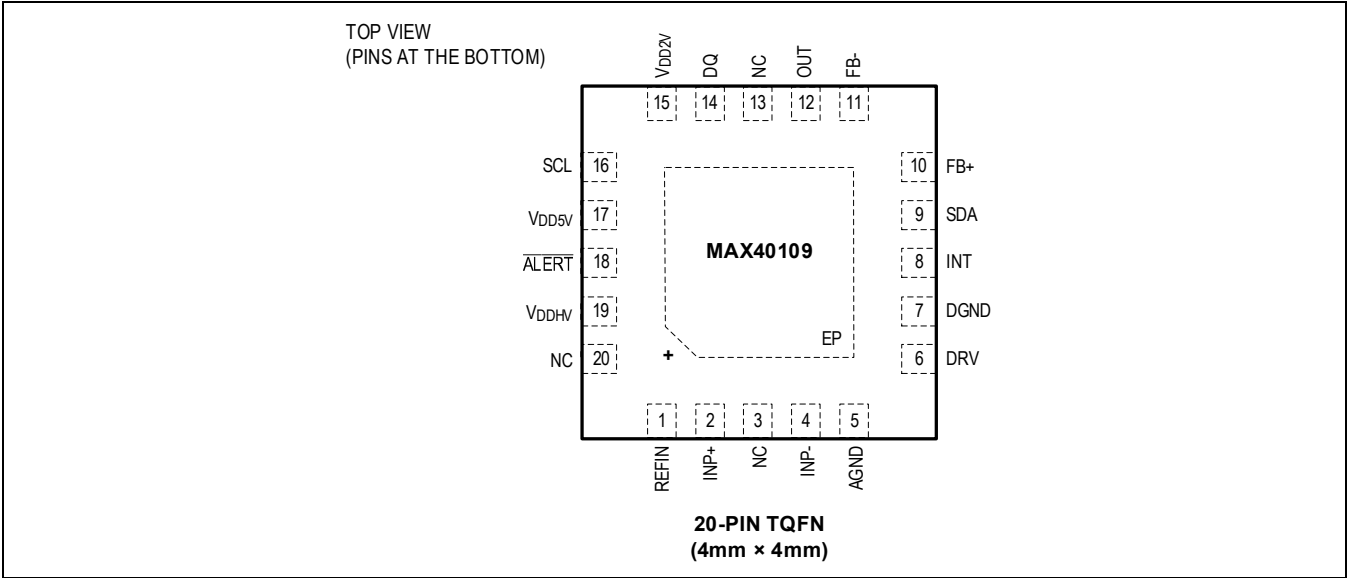 TOP VIEW
(PINS AT THE BOTTOM)
VDD2V
DQ
NC
OUT
FB-
15
14
13
12
11
SCL 16
10 FB+
VDD5V 17
9 SDA
MAX40109
ALERT 18
8 INT
VDDHV 19
7 DGND
EP
NC 20
+
6 DRV
1
2
3
4
5
REFIN
INP+
NC
INP-
AGND
20-PIN TQFN
(4mm × 4mm)